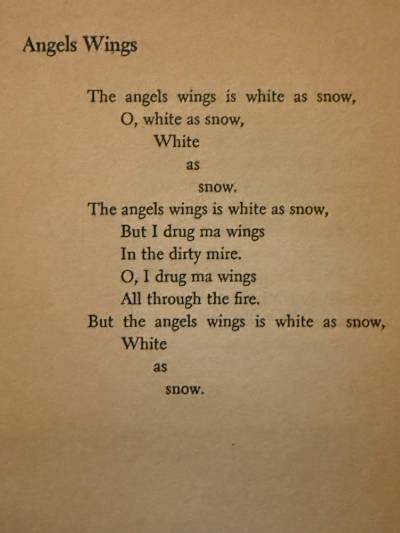 Angels Wings
The angels wings is white as snow,
O, white as snow,
White
as
snow.
The angels wings is white as snow,
But I drug ma wings
In the dirty mire.
O, I drug ma wings
All through the fire.
But the angels wings is white as snow,
White
as
snow.